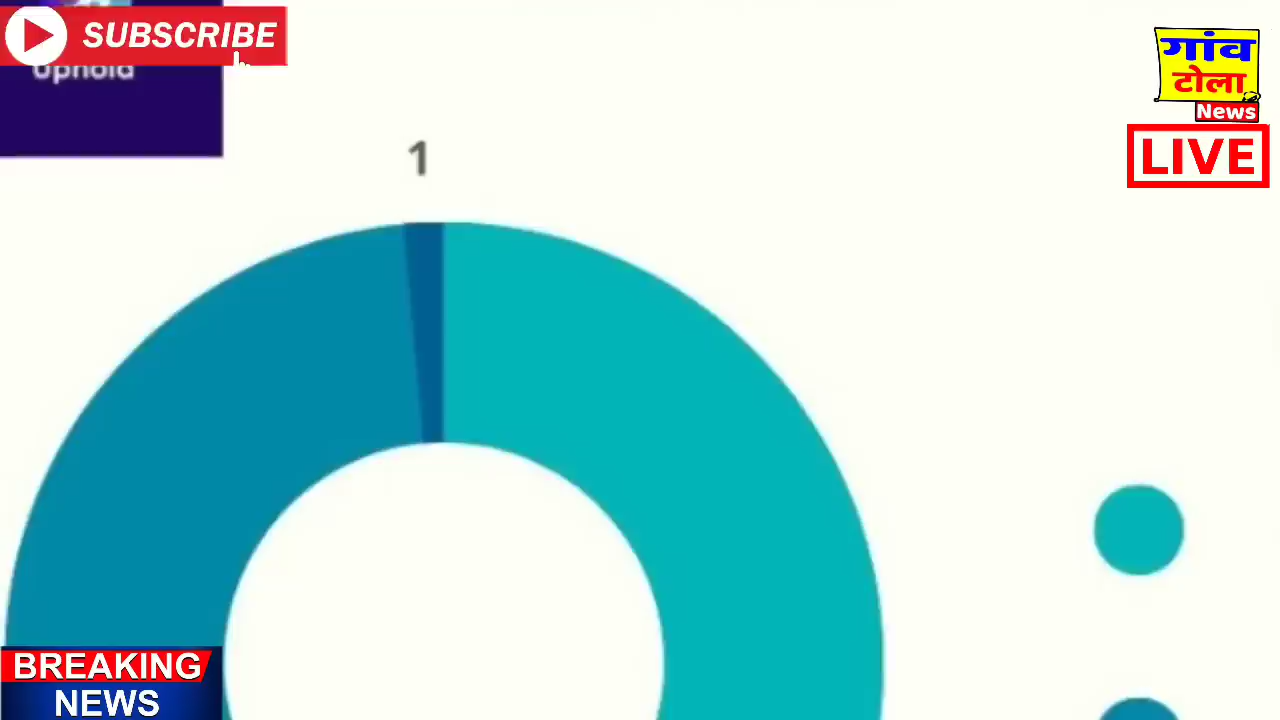 SUBSCRIBE
Uphold
1
गांव
टोला
News
LIVE
BREAKING
NEWS